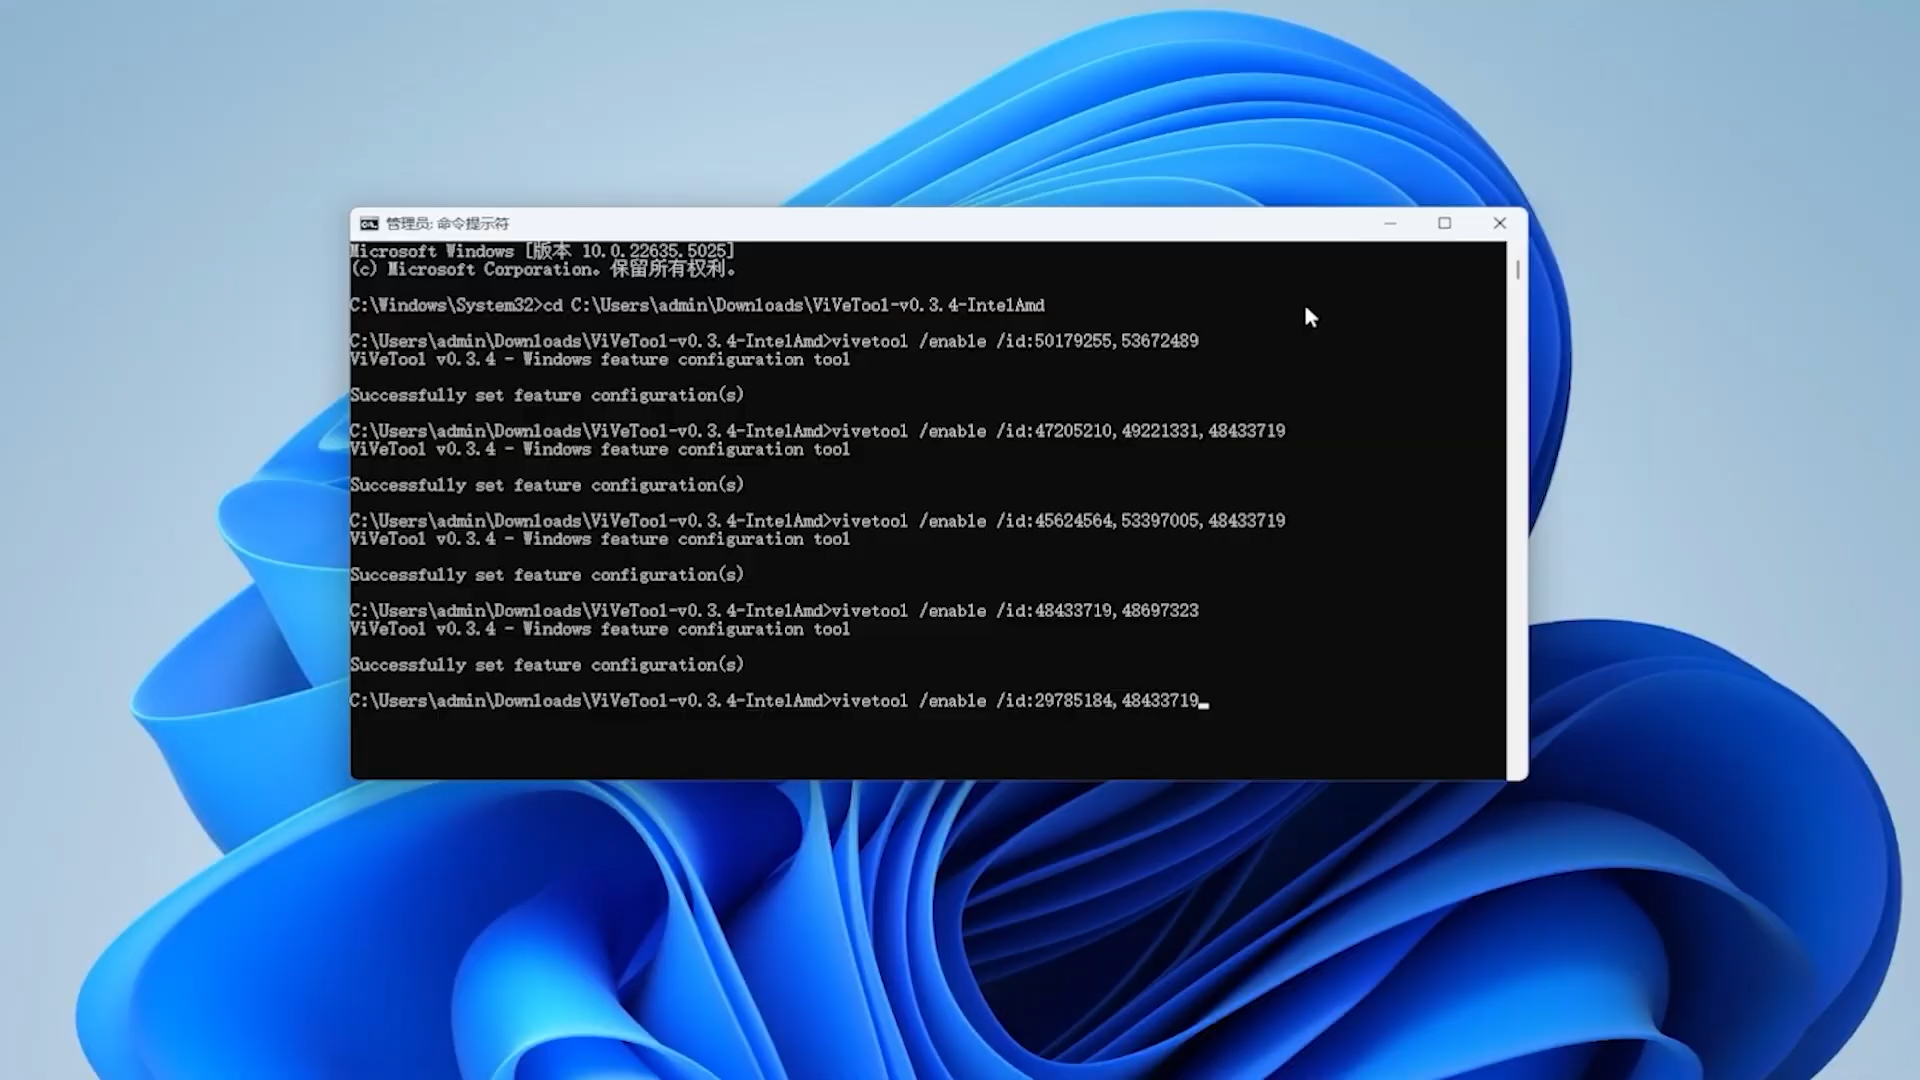 管理员: 命令提示符
Microsoft Windows [版本 10.0.22635.5025]
(c) Microsoft Corporation。保留所有权利。
C:\Windows\System32>cd C:\Users\admin\Downloads\ViVeTool-v0.3.4-IntelAmd
C:\Users\admin\Downloads\ViVeTool-v0.3.4-IntelAmd>vivetool /enable /id:50179255,53672489
ViVeTool v0.3.4 - Windows feature configuration tool
Successfully set feature configuration(s)
C:\Users\admin\Downloads\ViVeTool-v0.3.4-IntelAmd>vivetool /enable /id:47205210,49221331,48433719
ViVeTool v0.3.4 - Windows feature configuration tool
Successfully set feature configuration(s)
C:\Users\admin\Downloads\ViVeTool-v0.3.4-IntelAmd>vivetool /enable /id:45624564,53397005,48433719
ViVeTool v0.3.4 - Windows feature configuration tool
Successfully set feature configuration(s)
C:\Users\admin\Downloads\ViVeTool-v0.3.4-IntelAmd>vivetool /enable /id:48433719,48697323
ViVeTool v0.3.4 - Windows feature configuration tool
Successfully set feature configuration(s)
C:\Users\admin\Downloads\ViVeTool-v0.3.4-IntelAmd>vivetool /enable /id:29785184,48433719